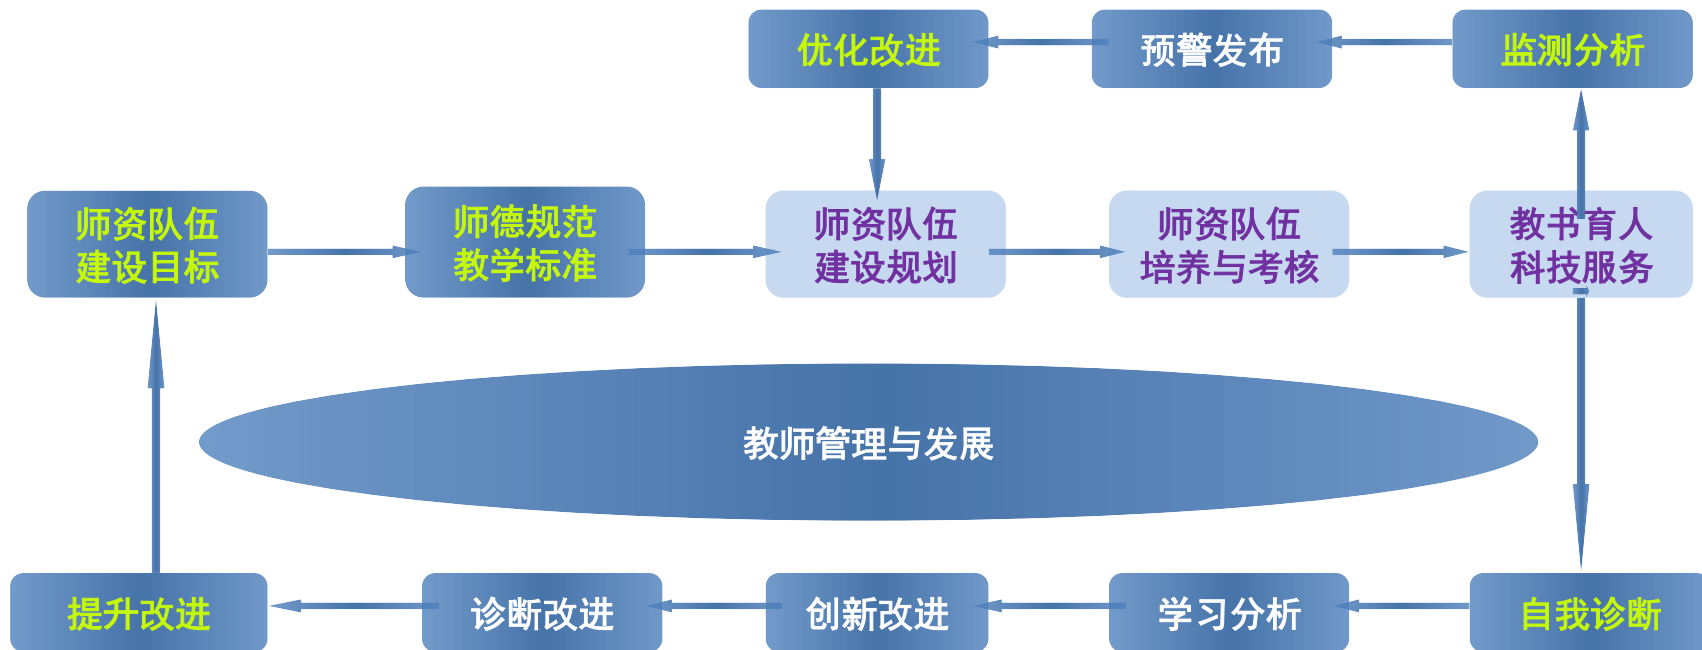 优化改进
预警发布
监测分析
师资队伍
建设目标
师德规范
教学标准
师资队伍
建设规划
师资队伍
培养与考核
教书育人
科技服务
教师管理与发展
提升改进
诊断改进
创新改进
学习分析
自我诊断